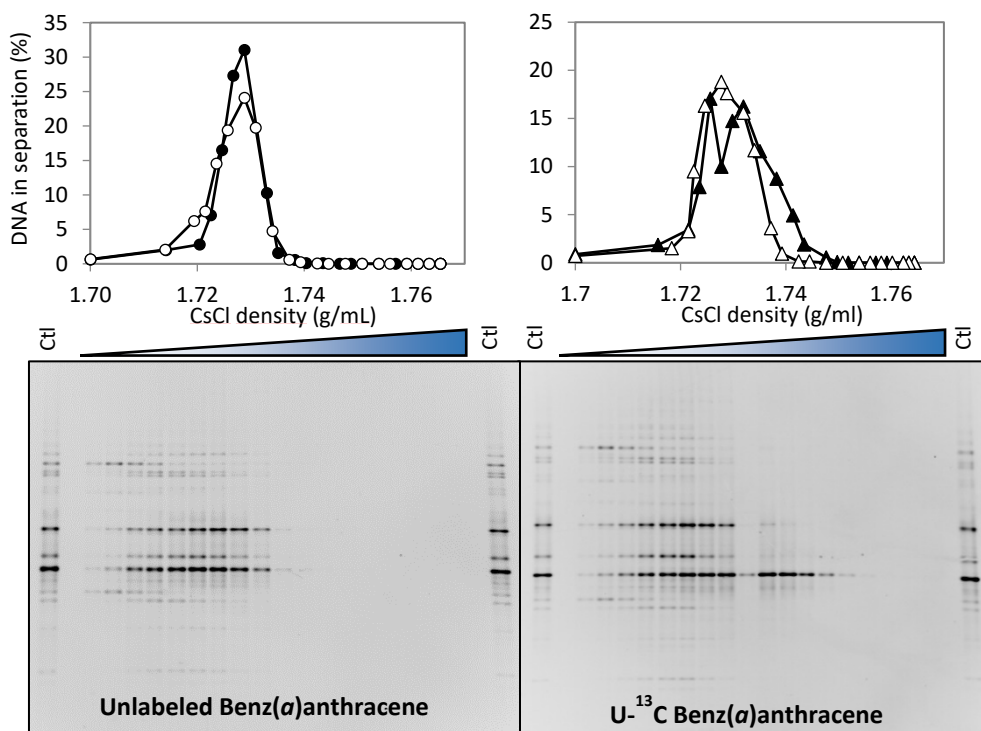 DNA in separation (%)
35
30
25
20
15
10
5
0
1.70
1.72
1.74
1.76
CsCl density (g/mL)
25
20
15
10
5
0
1.7
1.72
1.74
1.76
CsCl density (g/ml)
Ctl
Ctl
Ctl
Ctl
Unlabeled Benz(a)anthracene
U-¹³C Benz(a)anthracene